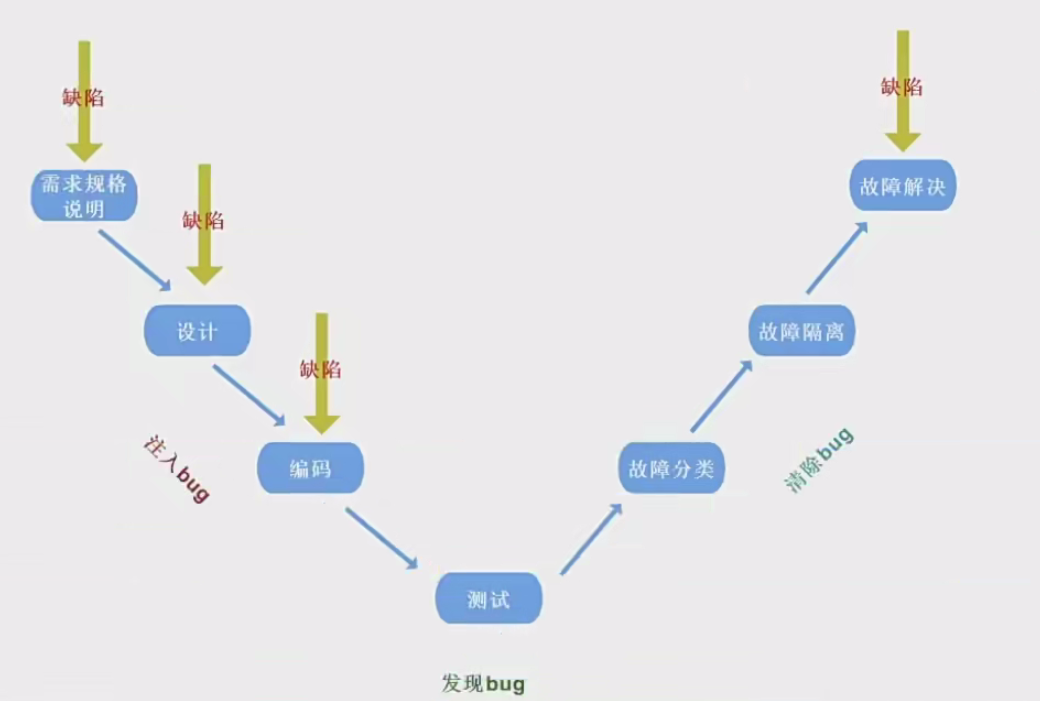 缺陷
缺陷
需求规格
说明
故障解决
缺陷
设计
故障隔离
缺陷
注入bug
编码
故障分类
清除bug
测试
发现bug